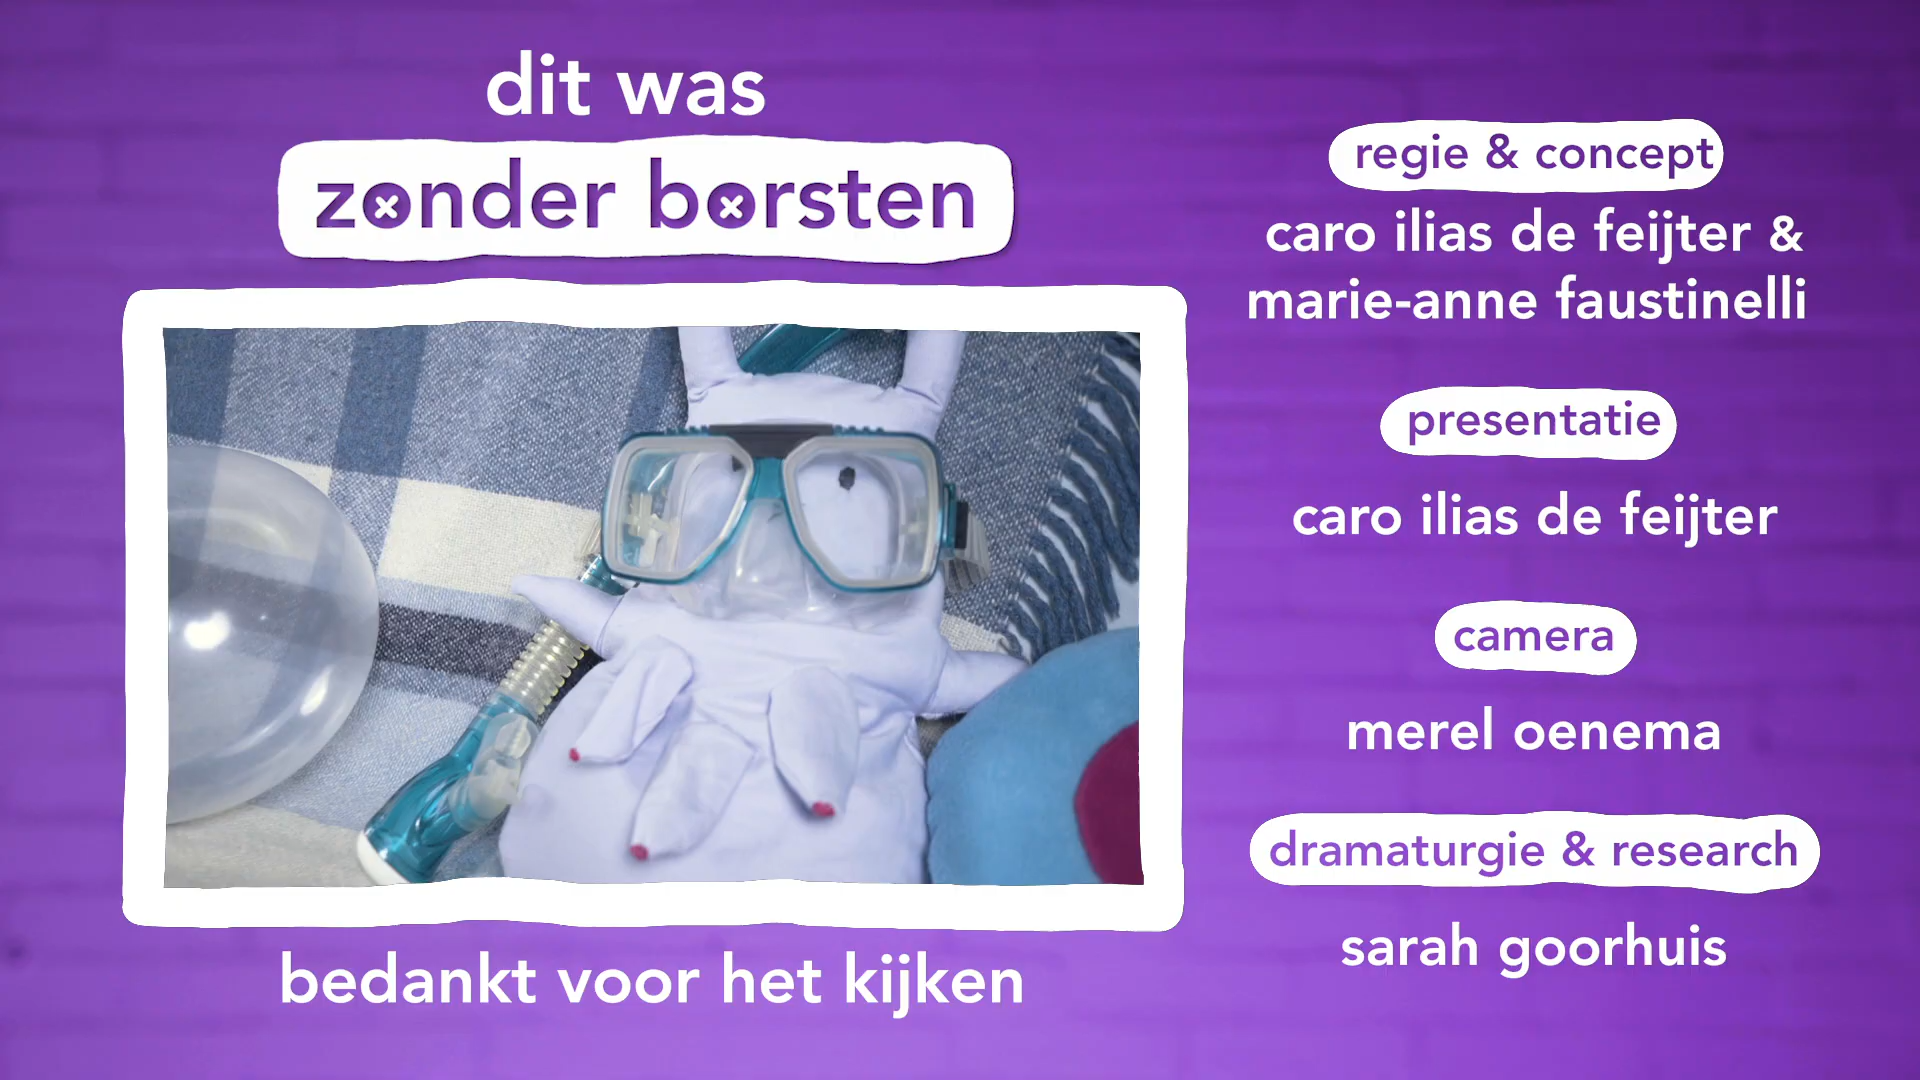 dit was
zonder borsten
bedankt voor het kijken
regie & concept
caro ilias de feijter &
marie-anne faustinelli
presentatie
caro ilias de feijter
camera
merel oenema
dramaturgie & research
sarah goorhuis